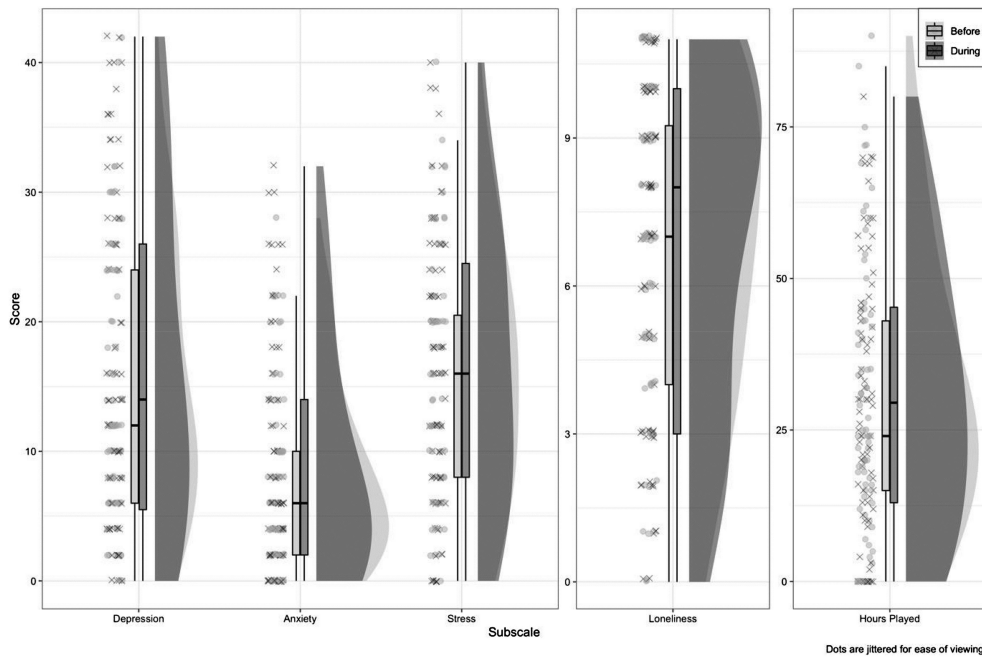 Before
During
40
30
20
10
0
9
6
3
0
75
50
25
0
Score
Depression
Anxiety
Stress
Loneliness
Hours Played
Subscale
Dots are jittered for ease of viewing